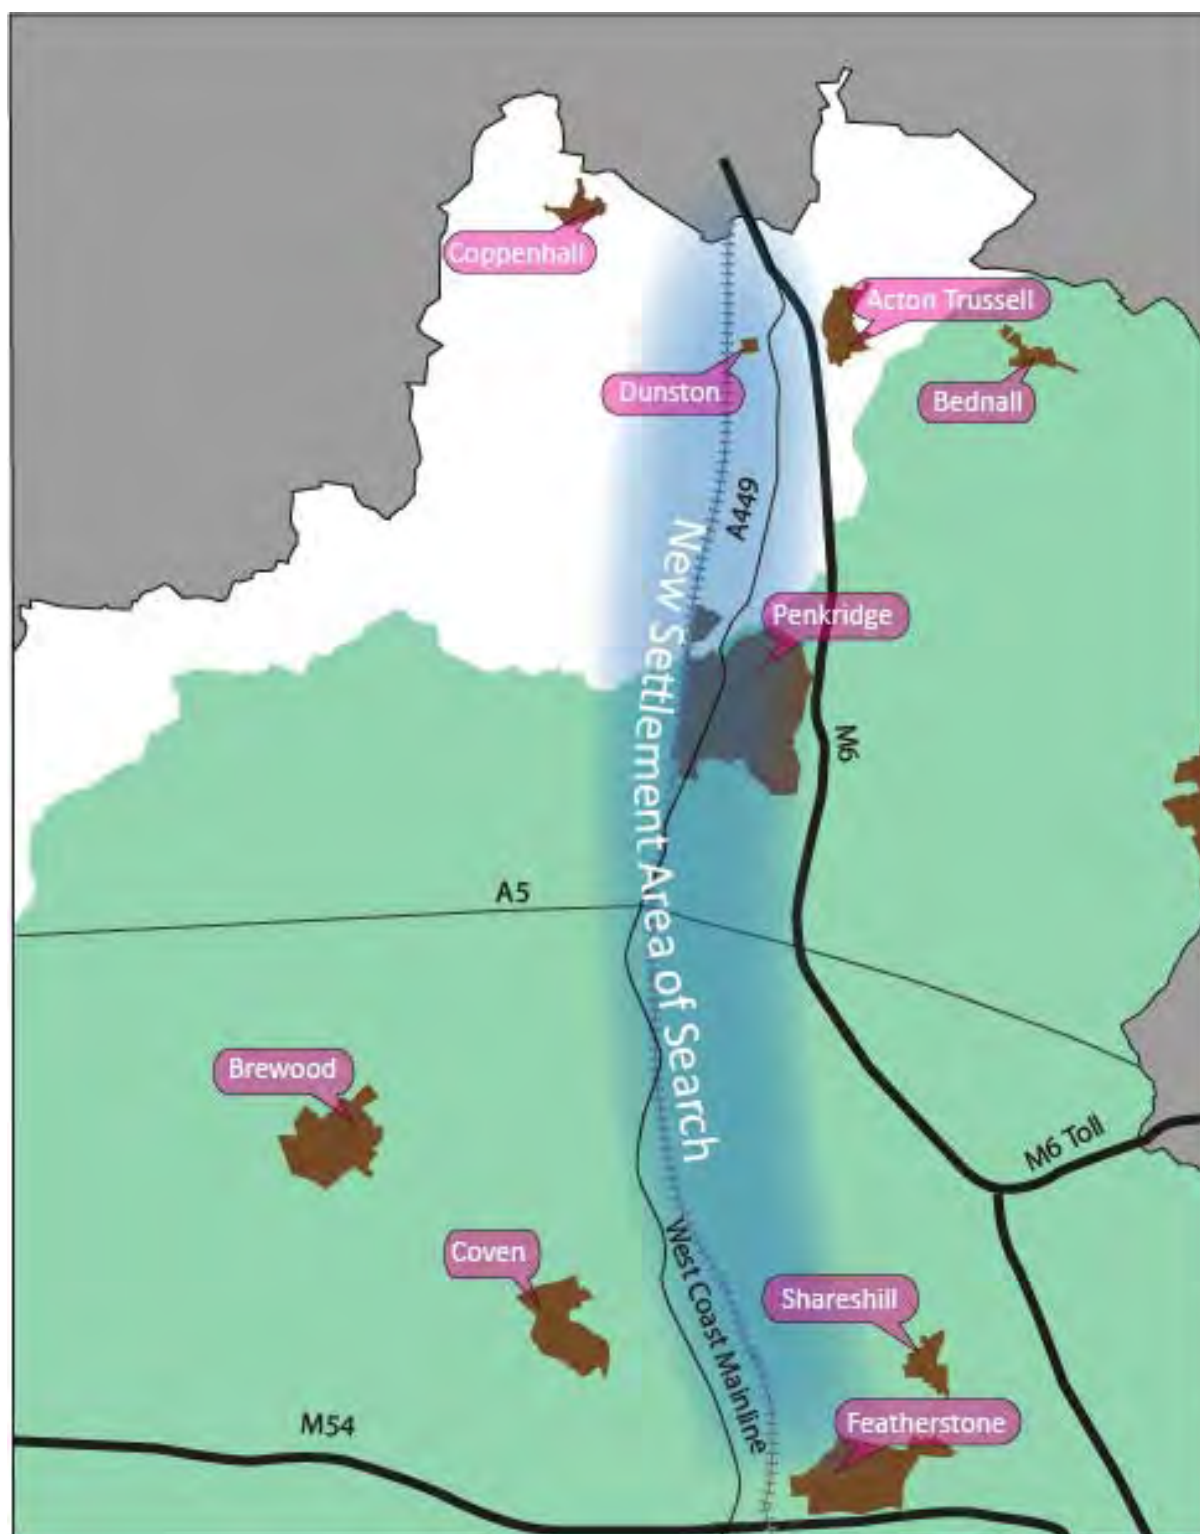 Coppenhall
Acton Trussell
Dunston
Bednall
A449
New Settlement Area of Search
Penkridge
M6
A5
Brewood
M6 Toll
Coven
West Coast Mainline
Shareshill
Featherstone
M54